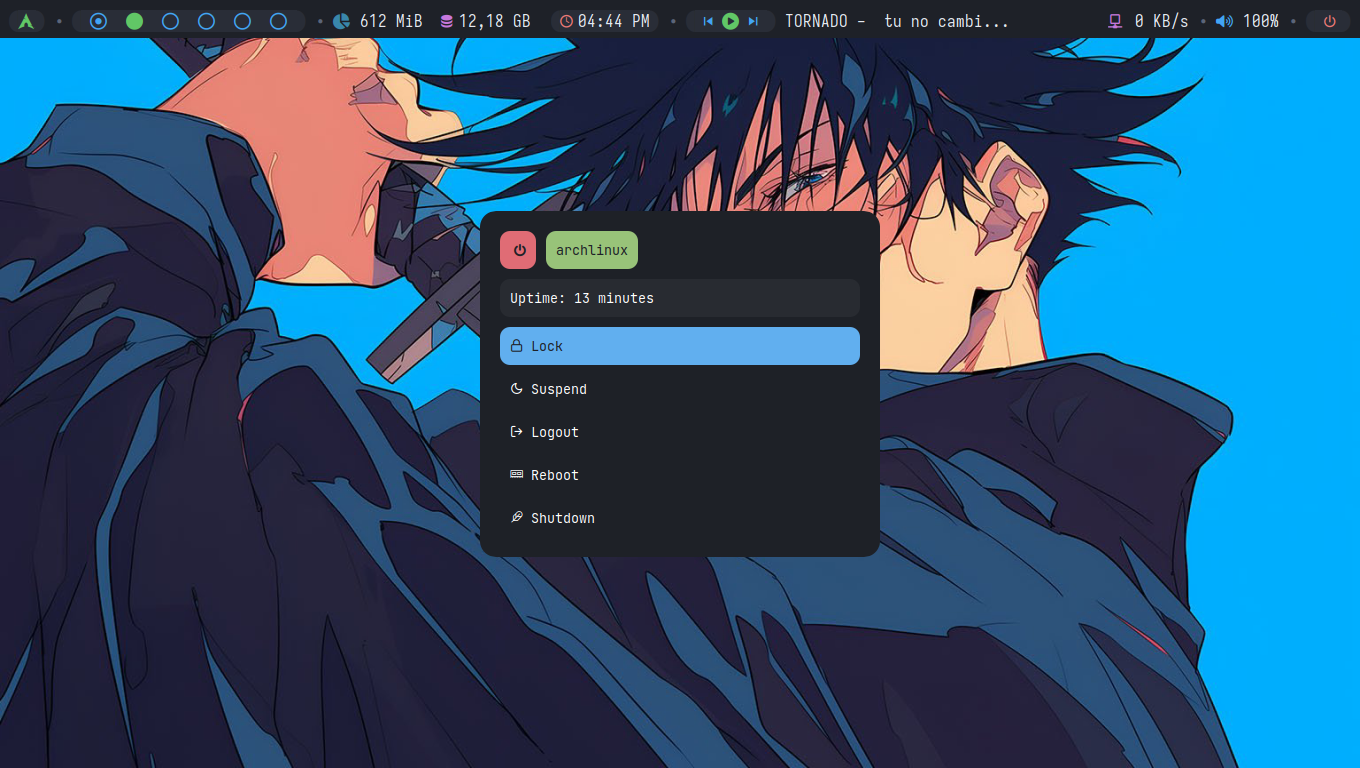 612 MiB 12,18 GB 04:44 PM TORNADO - tu no cambi... 0 KB/s 100%
archlinux
Uptime: 13 minutes
Lock
Suspend
Logout
Reboot
Shutdown